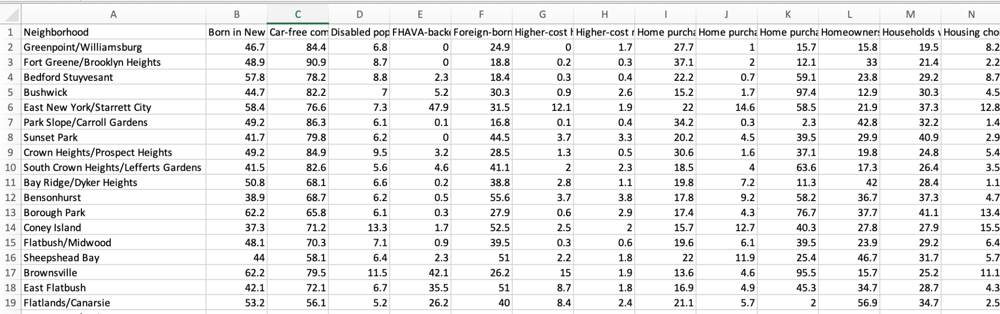 A B C D E F G H I J K L M N
1 Neighborhood Born in New Car-free com Disabled pop FHAVA-backe Foreign-born Higher-cost Higher-cost Home purcha Home purcha Home purcha Homeowners Households Housing choi
2 Greenpoint/Williamsburg 46.7 84.4 6.8 0 24.9 0 1.7 27.7 1 15.7 15.8 19.5 8.2
3 Fort Greene/Brooklyn Heights 48.9 90.9 8.7 0 18.8 0.2 0.3 37.1 2 12.1 33 21.4 2.2
4 Bedford Stuyvesant 57.8 78.2 8.8 2.3 18.4 0.3 0.4 22.2 0.7 59.1 23.8 29.2 8.7
5 Bushwick 44.7 82.2 7 5.2 30.3 0.9 2.6 15.2 1.7 97.4 12.9 30.3 4.5
6 East New York/Starrett City 58.4 76.6 7.3 47.9 31.5 12.1 1.9 22 14.6 58.5 21.9 37.3 12.8
7 Park Slope/Carroll Gardens 49.2 86.3 6.1 0.1 16.8 0.1 0.4 34.2 0.3 2.3 42.8 32.2 1.4
8 Sunset Park 41.7 79.8 6.2 0 44.5 3.7 3.3 20.2 4.5 39.5 29.9 40.9 2.9
9 Crown Heights/Prospect Heights 49.2 84.9 9.5 3.2 28.5 1.3 0.5 30.6 1.6 37.1 19.8 24.8 5.4
10 South Crown Heights/Lefferts Gardens 41.5 82.6 5.6 4.6 41.1 2 2.3 18.5 4 63.6 17.3 26.4 3.5
11 Bay Ridge/Dyker Heights 50.8 68.1 6.6 0.2 38.8 2.8 1.1 19.8 7.2 11.3 42 28.4 1.1
12 Bensonhurst 38.9 68.7 6.2 0.5 55.6 3.7 3.8 17.8 9.2 58.2 36.7 37.3 4.7
13 Borough Park 62.2 65.8 6.1 0.3 27.9 0.6 2.9 17.4 4.3 76.7 37.7 41.1 13.4
14 Coney Island 37.3 71.2 13.3 1.7 52.5 2.5 2 15.7 12.7 40.3 27.8 27.9 15.5
15 Flatbush/Midwood 48.1 70.3 7.1 0.9 39.5 0.3 0.6 19.6 6.1 39.5 23.9 29.2 6.4
16 Sheepshead Bay 44 58.1 6.4 2.3 51 2.2 1.8 22 11.9 25.4 46.7 31.7 5.7
17 Brownsville 62.2 79.5 11.5 42.1 26.2 15 1.9 13.6 4.6 95.5 15.7 25.2 11.1
18 East Flatbush 42.1 72.1 6.7 35.5 51 8.7 1.8 16.9 4.9 45.3 34.7 28.7 4.3
19 Flatlands/Canarsie 53.2 56.1 5.2 26.2 40 8.4 2.4 21.1 5.7 2 56.9 34.7 2.5